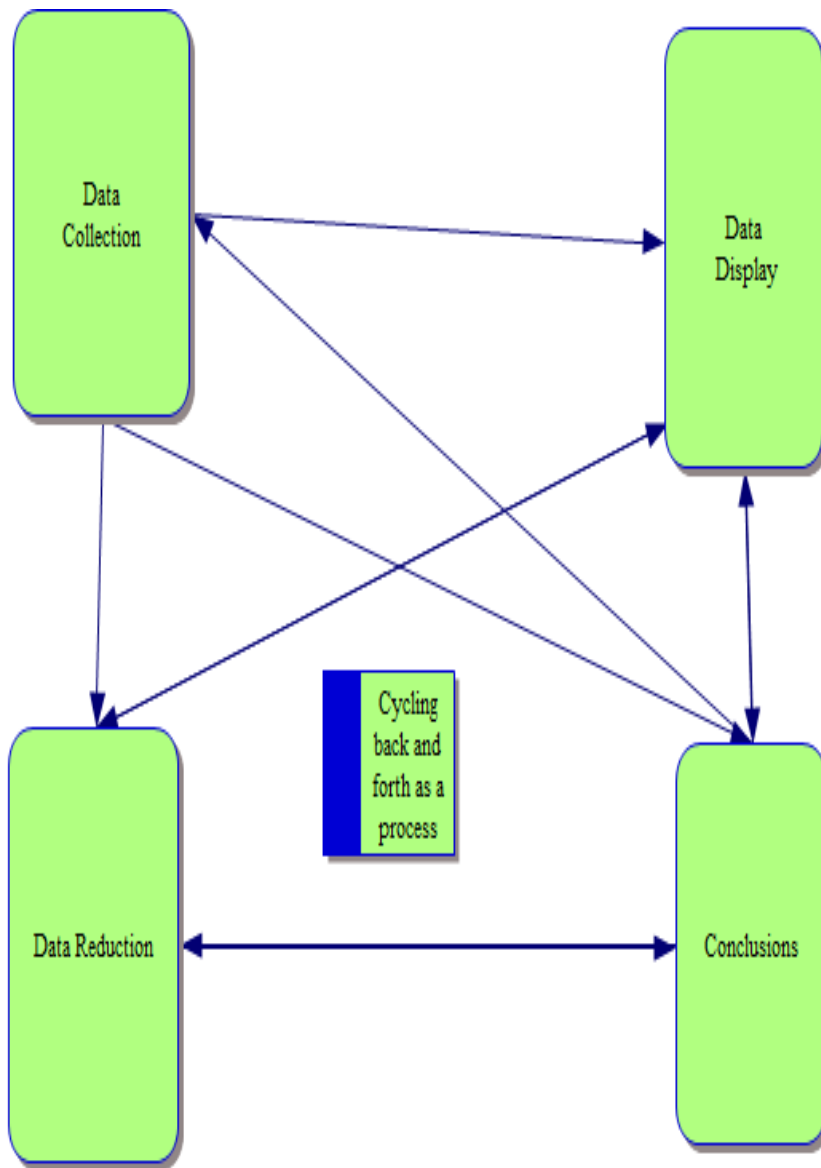 Data
Collection
Data
Display
Cycling
back and
forth as a
process
Data Reduction
Conclusions